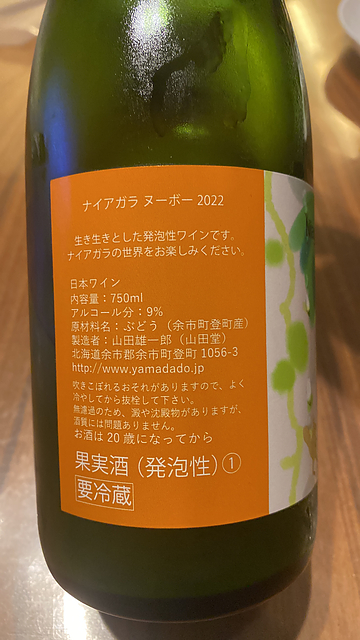 ナイアガラ ヌーボー 2022
生き生きとした発泡性ワインです。
ナイアガラの世界をお楽しみください。
日本ワイン
内容量：750ml
アルコール分：9%
原材料名：ぶどう（余市町登町産）
製造者：山田雄一郎（山田堂）
北海道余市郡余市町登町 1056-3
http://www.yamadado.jp
吹きこぼれるおそれがありますので、よく
冷やしてから抜栓して下さい。
無濾過のため、澱や沈殿物がありますが、
酒質には問題ありません。
お酒は 20 歳になってから
果実酒（発泡性）①
要冷蔵